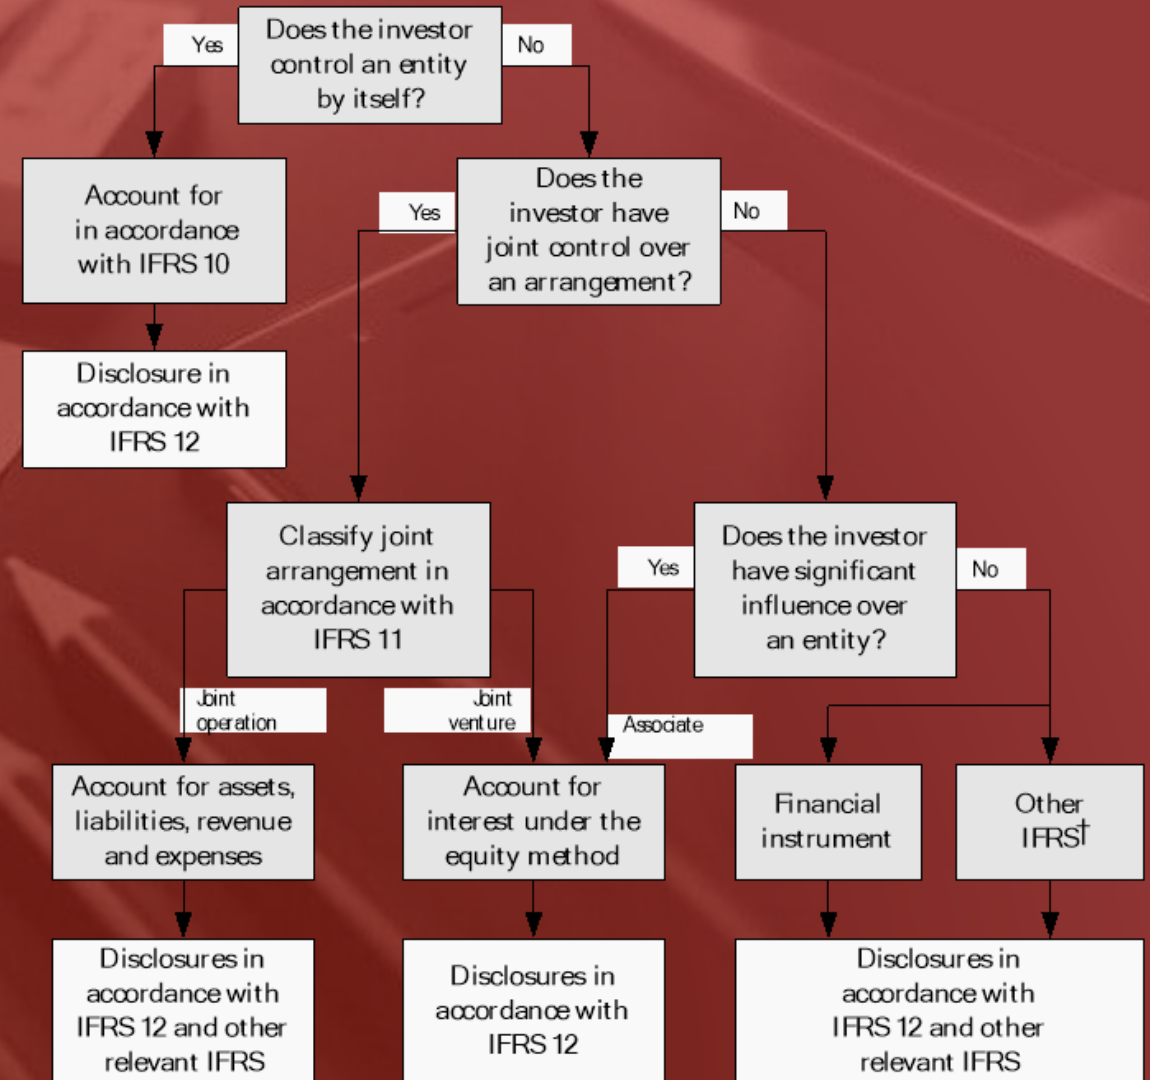 Does the investor
control an entity
by itself?
Yes
No
Account for
in accordance
with IFRS 10
Does the
investor have
joint control over
an arrangement?
Yes
No
Disclosure in
accordance with
IFRS 12
Classify joint
arrangement in
accordance with
IFRS 11
Does the investor
have significant
influence over
an entity?
Yes
No
Joint
operation
Joint
venture
Associate
Account for assets,
liabilities, revenue
and expenses
Account for
interest under the
equity method
Financial
instrument
Other
IFRS†
Disclosures in
accordance with
IFRS 12 and other
relevant IFRS
Disclosures in
accordance with
IFRS 12
Disclosures in
accordance with
IFRS 12 and other
relevant IFRS